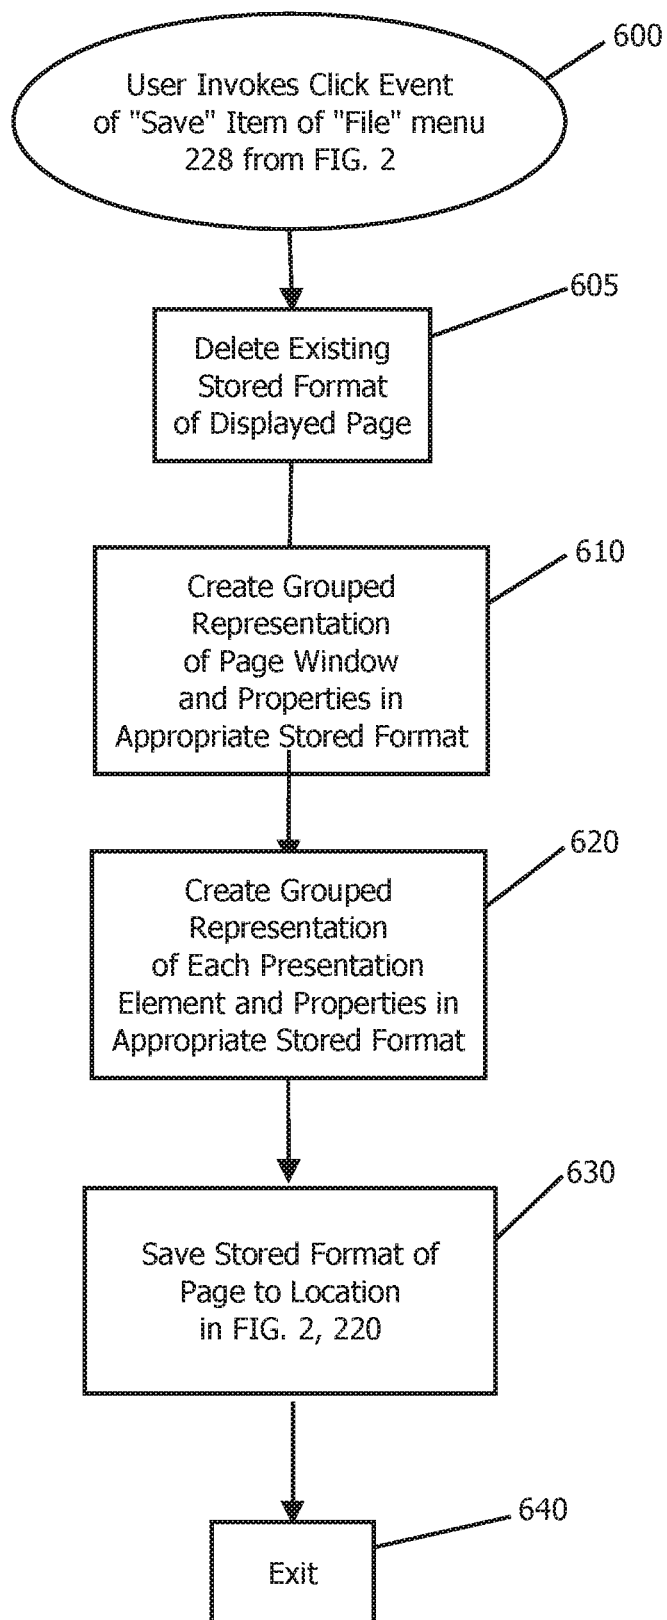 600
User Invokes Click Event
of "Save" Item of "File" menu
228 from FIG. 2
605
Delete Existing
Stored Format
of Displayed Page
610
Create Grouped
Representation
of Page Window
and Properties in
Appropriate Stored Format
620
Create Grouped
Representation
of Each Presentation
Element and Properties in
Appropriate Stored Format
630
Save Stored Format of
Page to Location
in FIG. 2, 220
640
Exit